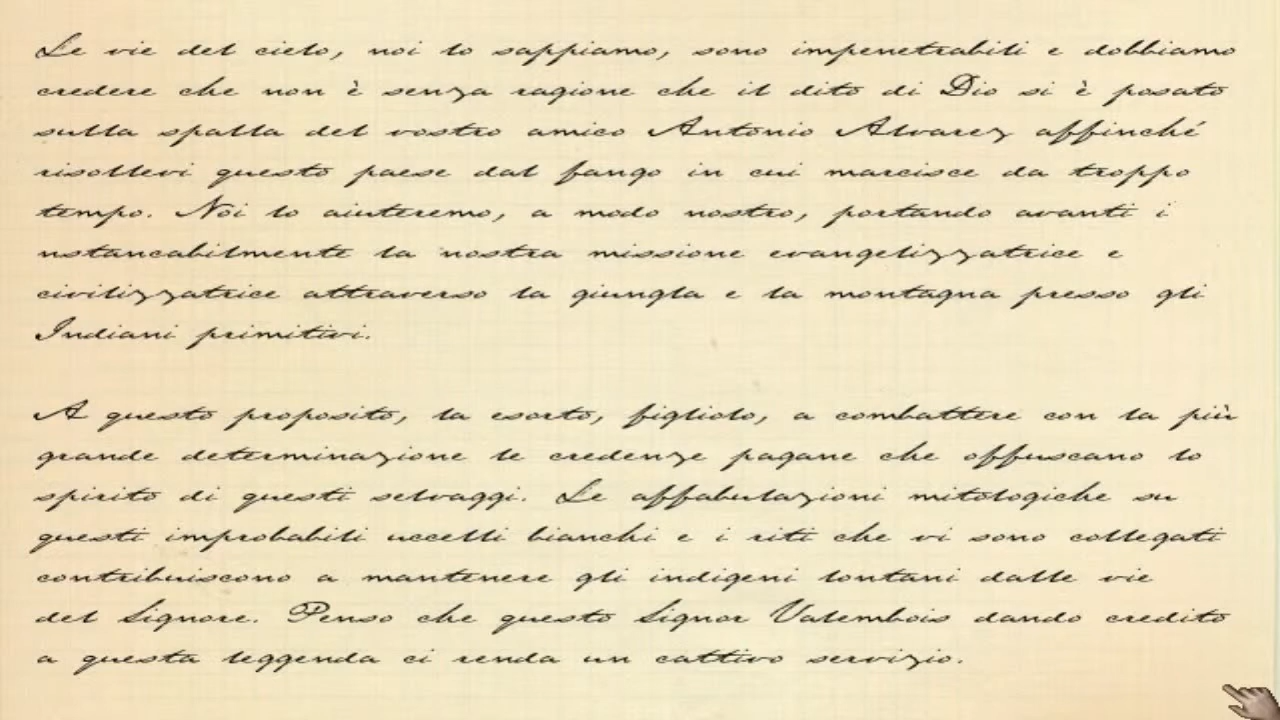 Le vie del cielo, noi lo sappiamo, sono impenetrabili e dobbiamo
credere che non è senza ragione che il dito di Dio si è posato
sulla spalla del vostro amico Antonio Alvarez affinché
risollevi questo paese dal fango in cui marcisce da troppo
tempo. Noi lo aiuteremo, a modo nostro, portando avanti i
nstancabilmente la nostra missione evangelizzatrice e
civilizzatrice attraverso la giungla e la montagna presso gli
Indiani primitivi.
A questo proposito, la esorto, figliolo, a combattere con la più
grande determinazione le credenze pagane che offuscano lo
spirito di questi selvaggi. Le affabulazioni mitologiche su
questi improbabili uccelli bianchi e i riti che vi sono collegati
contribuiscono a mantenere gli indigeni lontani dalle vie
del Signore. Penso che questo Signor Valembois dando credito
a questa leggenda ci renda un cattivo servizio.